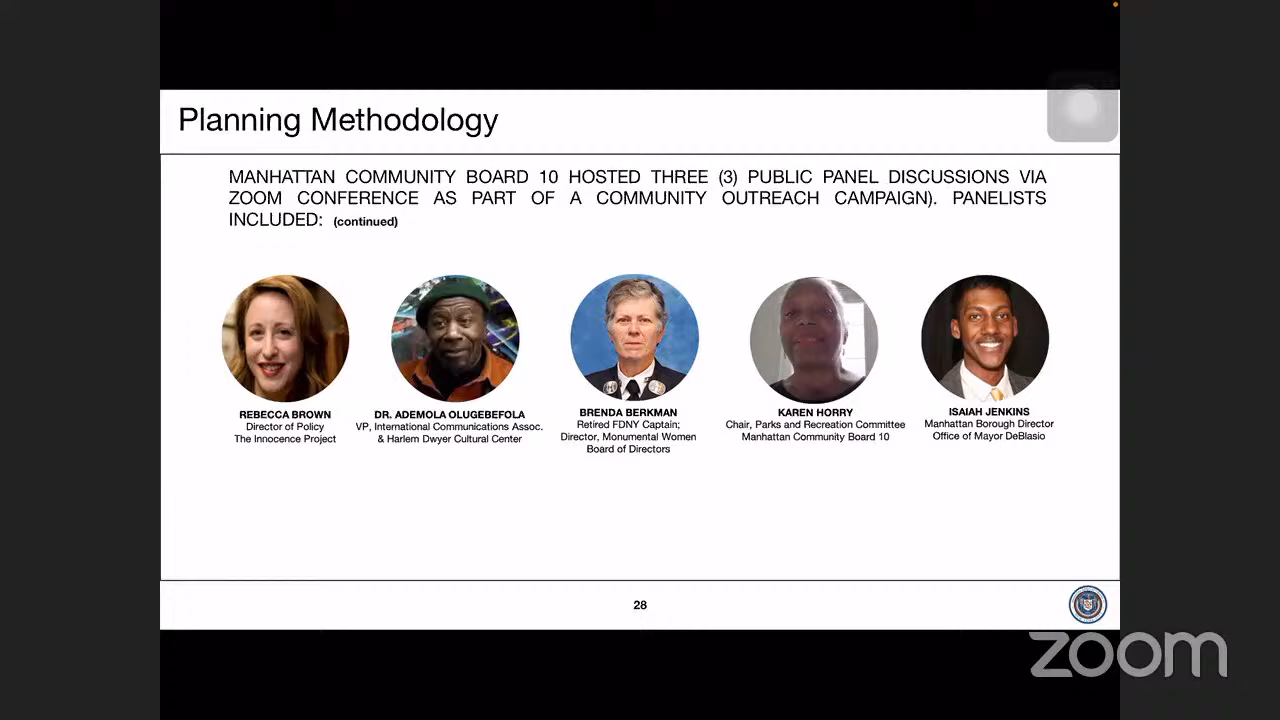 Planning Methodology
MANHATTAN COMMUNITY BOARD 10 HOSTED THREE (3) PUBLIC PANEL DISCUSSIONS VIA
ZOOM CONFERENCE AS PART OF A COMMUNITY OUTREACH CAMPAIGN). PANELISTS
INCLUDED: (continued)
REBECCA BROWN
Director of Policy
The Innocence Project
DR. ADEMOLA OLUGEBEFOLA
VP, International Communications Assoc.
& Harlem Dwyer Cultural Center
BRENDA BERKMAN
Retired FDNY Captain;
Director, Monumental Women
Board of Directors
KAREN HORRY
Chair, Parks and Recreation Committee
Manhattan Community Board 10
ISAIAH JENKINS
Manhattan Borough Director
Office of Mayor DeBlasio
28
zoom